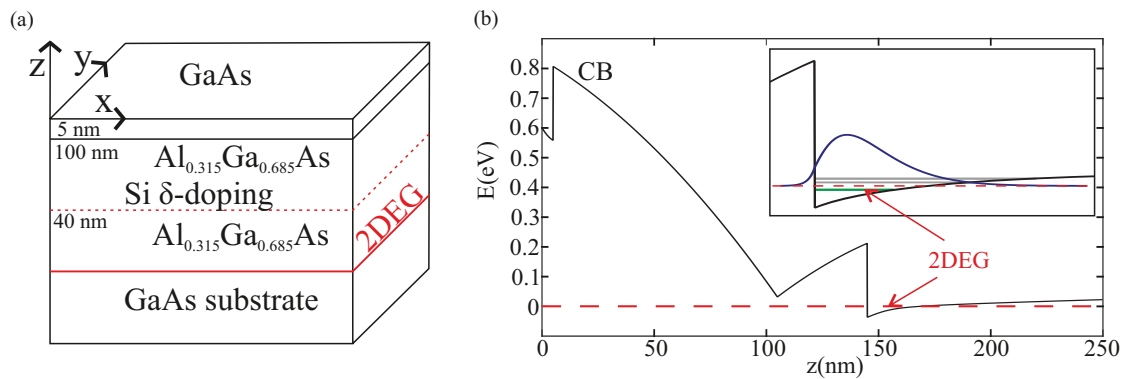 (a)
z
y
x
GaAs
5 nm
100 nm
Al0.315Ga0.685As
Si δ-doping
40 nm
Al0.315Ga0.685As
2DEG
GaAs substrate
(b)
E(eV)
0.8
0.7
0.6
0.5
0.4
0.3
0.2
0.1
0
CB
2DEG
0
50
100
150
200
250
z(nm)